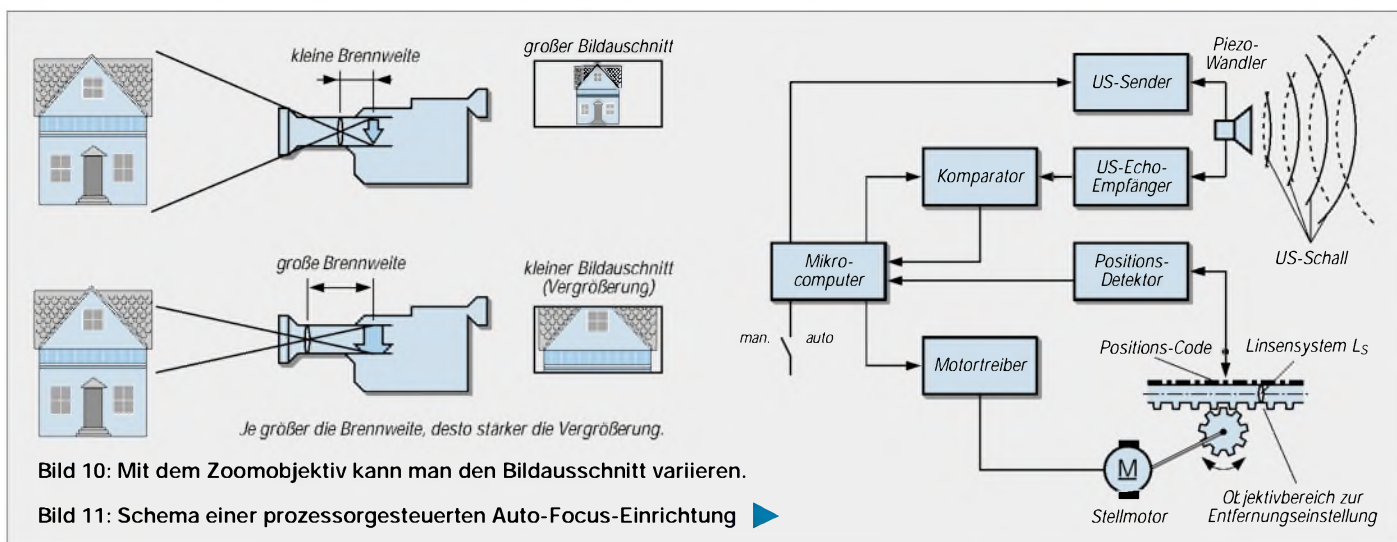 kleine Brennweite
großer Bildauschnitt
große Brennweite
kleiner Bildauschnitt
(Vergrößerung)
Je größer die Brennweite, desto stärker die Vergrößerung.
Bild 10: Mit dem Zoomobjektiv kann man den Bildausschnitt variieren.
Bild 11: Schema einer prozessorgesteuerten Auto-Focus-Einrichtung
Piezo-
Wandler
US-Sender
Komparator
US-Echo-
Empfänger
US-Schall
Mikro-
computer
Positions-
Detektor
man.
auto
Motortreiber
Positions-Code
Linsensystem LS
M
Stellmotor
Objektivbereich zur
Entfernungseinstellung